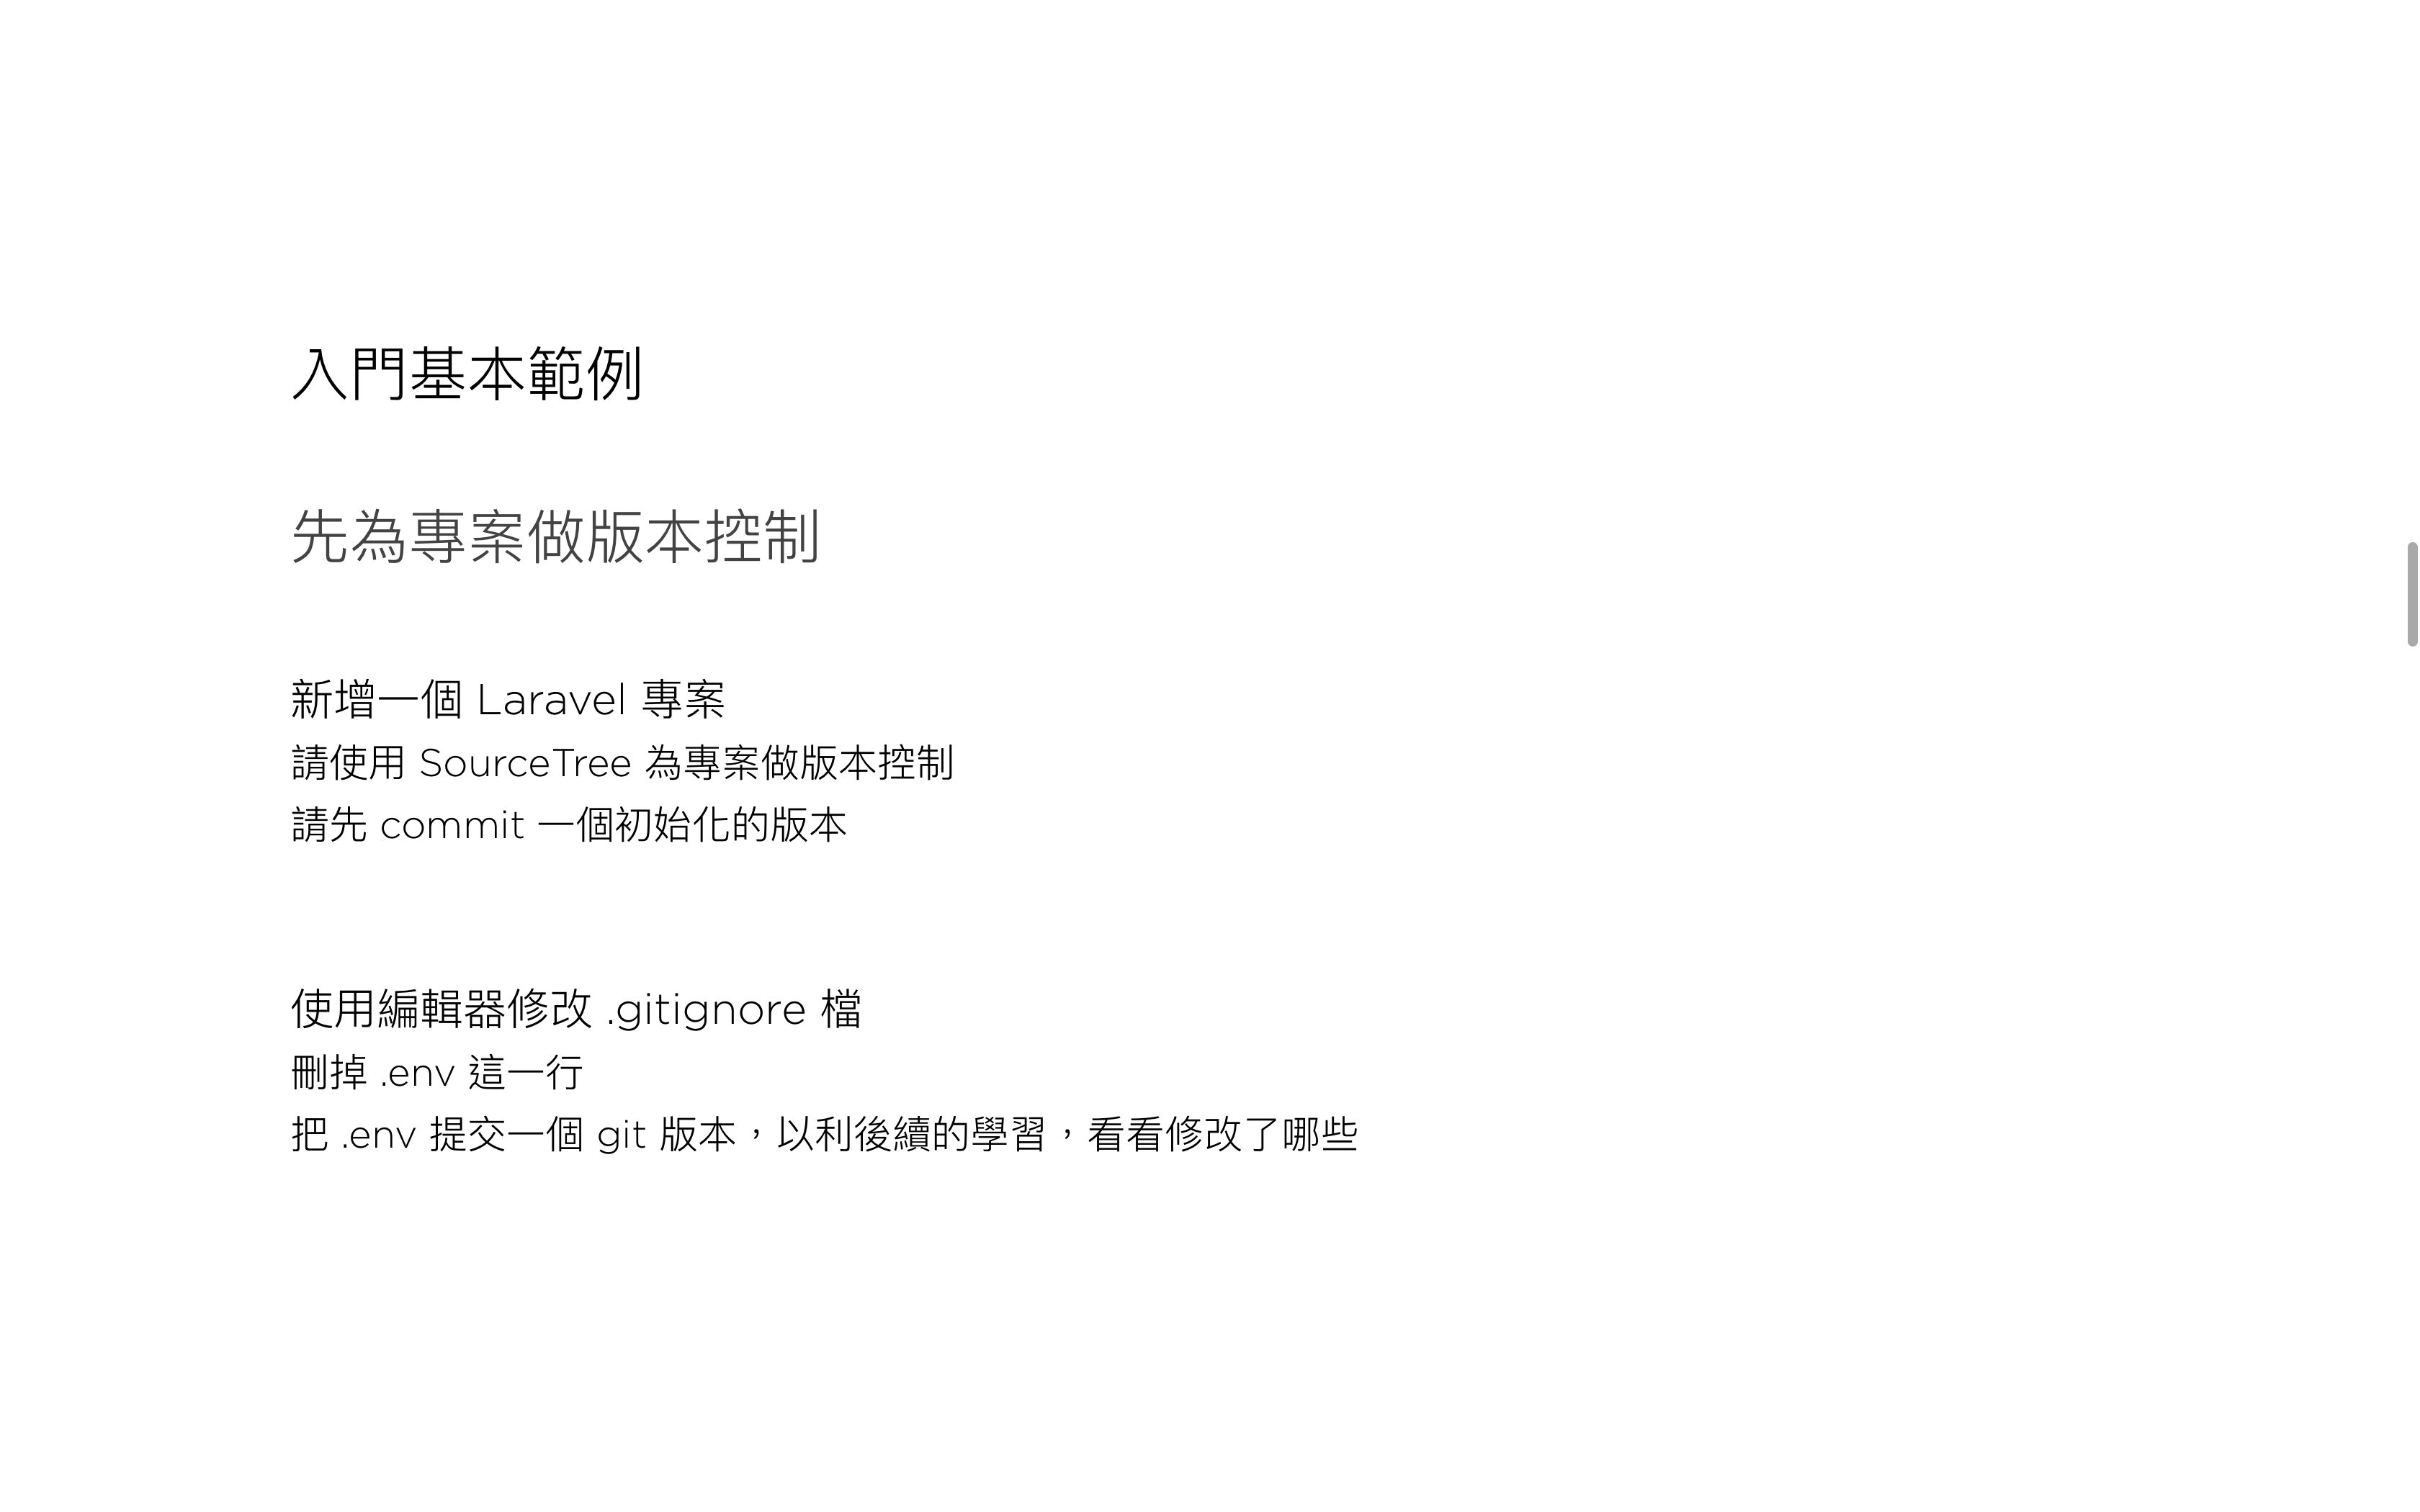 入門基本範例
先為專案做版本控制
新增一個 Laravel 專案
請使用 SourceTree 為專案做版本控制
請先 commit 一個初始化的版本
使用編輯器修改 .gitignore 檔
刪掉 .env 這一行
把 .env 提交一個 git 版本，以利後續的學習，看看修改了哪些